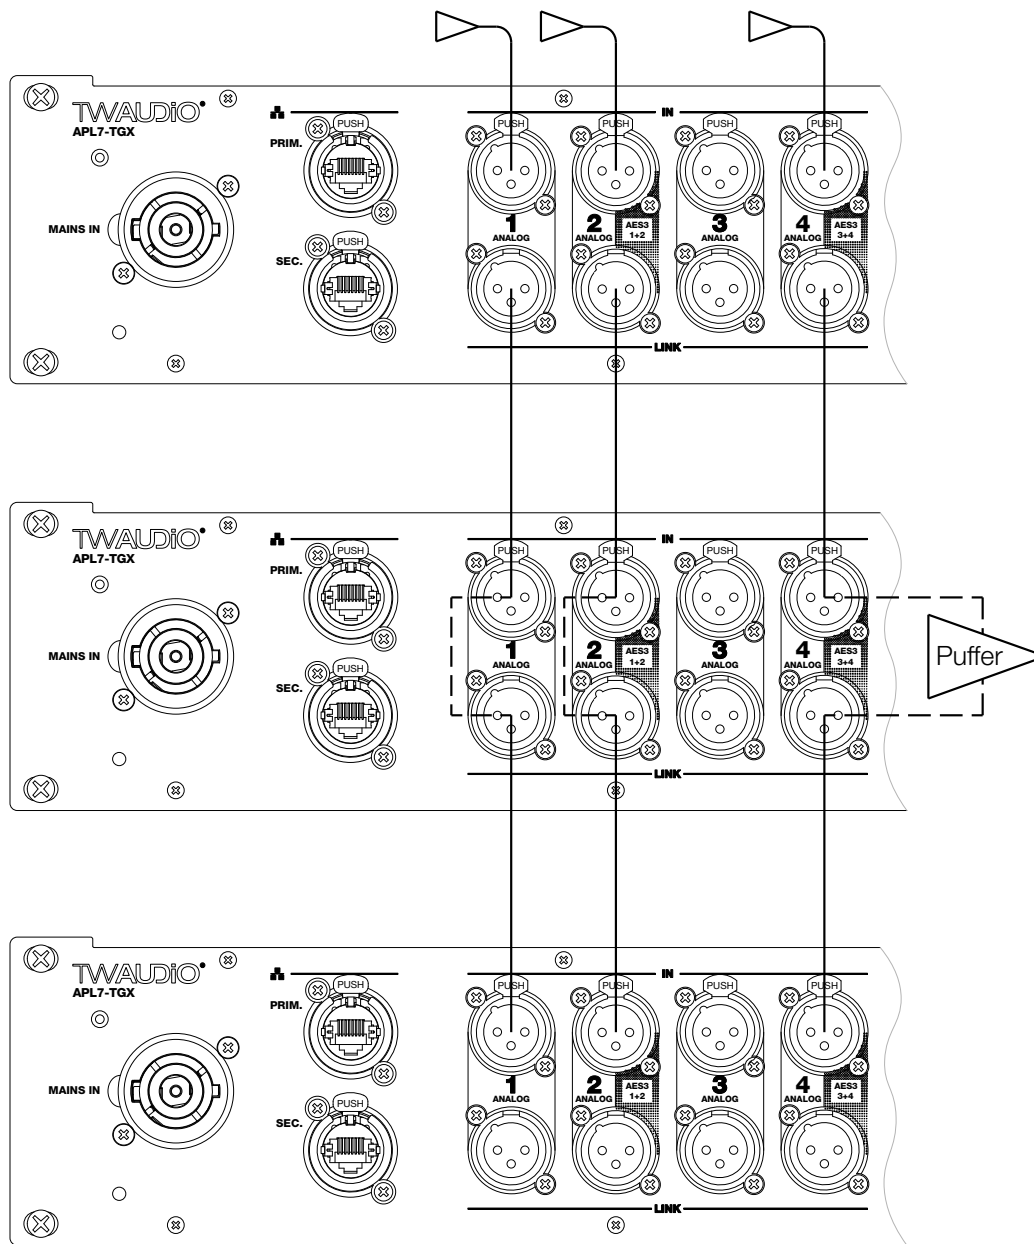 TWAUDiO
APL7-TGX
MAINS IN
PRIM.
SEC.
PUSH
PUSH
IN
PUSH
PUSH
PUSH
PUSH
1
ANALOG
2
ANALOG
AES3
1+2
3
ANALOG
4
ANALOG
AES3
3+4
LINK
TWAUDiO
APL7-TGX
MAINS IN
PRIM.
SEC.
PUSH
PUSH
IN
PUSH
PUSH
PUSH
PUSH
1
ANALOG
2
ANALOG
AES3
1+2
3
ANALOG
4
ANALOG
AES3
3+4
Puffer
LINK
TWAUDiO
APL7-TGX
MAINS IN
PRIM.
SEC.
PUSH
PUSH
IN
PUSH
PUSH
PUSH
PUSH
1
ANALOG
2
ANALOG
AES3
1+2
3
ANALOG
4
ANALOG
AES3
3+4
LINK